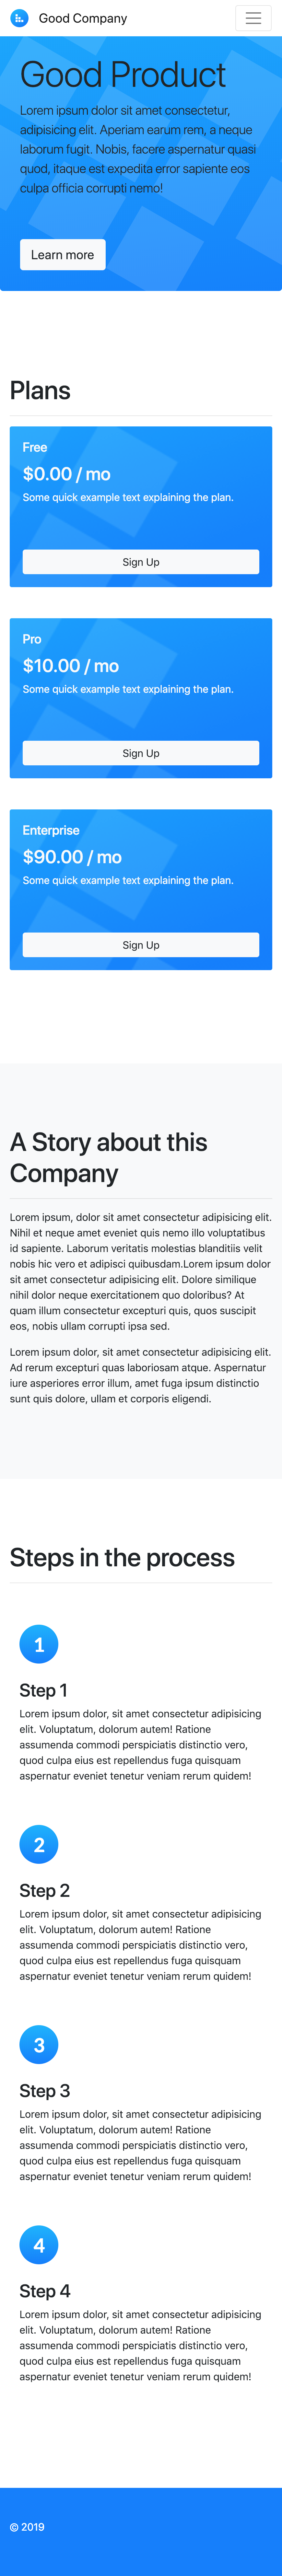 Good Company
Good Product
Lorem ipsum dolor sit amet consectetur,
adipisicing elit. Aperiam earum rem, a neque
laborum fugit. Nobis, facere aspernatur quasi
quod, itaque est expedita error sapiente eos
culpa officia corrupti nemo!
Learn more
Plans
Free
$0.00 / mo
Some quick example text explaining the plan.
Sign Up
Pro
$10.00 / mo
Some quick example text explaining the plan.
Sign Up
Enterprise
$90.00 / mo
Some quick example text explaining the plan.
Sign Up
A Story about this
Company
Lorem ipsum, dolor sit amet consectetur adipisicing elit.
Nihil et neque amet eveniet quis nemo illo voluptatibus
id sapiente. Laborum veritatis molestias blanditiis velit
nobis hic vero et adipisci quibusdam.Lorem ipsum dolor
sit amet consectetur adipisicing elit. Dolore similique
nihil dolor neque exercitationem quo doloribus? At
quam illum consectetur excepturi quis, quos suscipit
eos, nobis ullam corrupti ipsa sed.
Lorem ipsum dolor, sit amet consectetur adipisicing elit.
Ad rerum excepturi quas laboriosam atque. Aspernatur
iure asperiores error illum, amet fuga ipsum distinctio
sunt quis dolore, ullam et corporis eligendi.
Steps in the process
1
Step 1
Lorem ipsum dolor, sit amet consectetur adipisicing
elit. Voluptatum, dolorum autem! Ratione
assumenda commodi perspiciatis distinctio vero,
quod culpa eius est repellendus fuga quisquam
aspernatur eveniet tenetur veniam rerum quidem!
2
Step 2
Lorem ipsum dolor, sit amet consectetur adipisicing
elit. Voluptatum, dolorum autem! Ratione
assumenda commodi perspiciatis distinctio vero,
quod culpa eius est repellendus fuga quisquam
aspernatur eveniet tenetur veniam rerum quidem!
3
Step 3
Lorem ipsum dolor, sit amet consectetur adipisicing
elit. Voluptatum, dolorum autem! Ratione
assumenda commodi perspiciatis distinctio vero,
quod culpa eius est repellendus fuga quisquam
aspernatur eveniet tenetur veniam rerum quidem!
4
Step 4
Lorem ipsum dolor, sit amet consectetur adipisicing
elit. Voluptatum, dolorum autem! Ratione
assumenda commodi perspiciatis distinctio vero,
quod culpa eius est repellendus fuga quisquam
aspernatur eveniet tenetur veniam rerum quidem!
© 2019